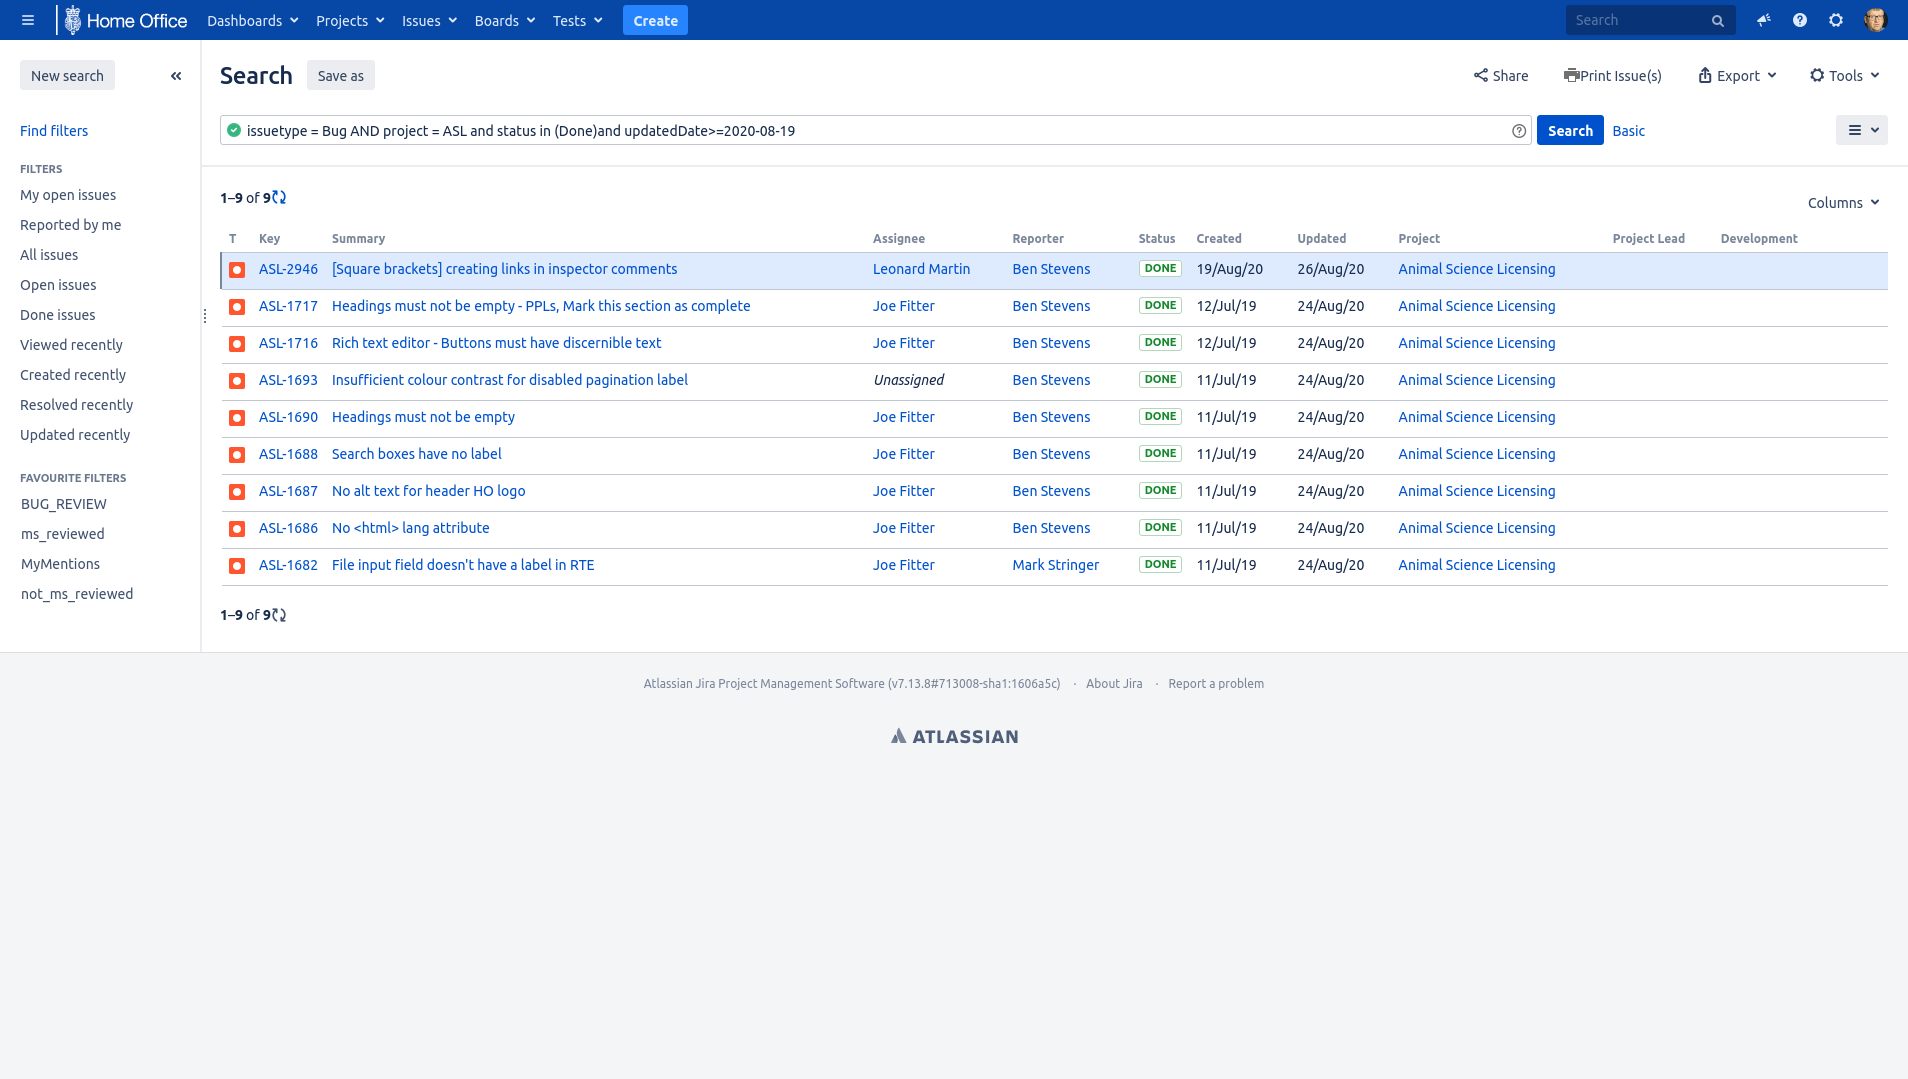 Home Office Dashboards Projects Issues Boards Tests Create Search
New search
Find filters
FILTERS
My open issues
Reported by me
All issues
Open issues
Done issues
Viewed recently
Created recently
Resolved recently
Updated recently
FAVOURITE FILTERS
BUG_REVIEW
ms_reviewed
MyMentions
not_ms_reviewed
Search Save as Share Print Issue(s) Export Tools
issuetype = Bug AND project = ASL and status in (Done)and updatedDate>=2020-08-19 Search Basic
1–9 of 9 Columns
T Key Summary Assignee Reporter Status Created Updated Project Project Lead Development
ASL-2946 [Square brackets] creating links in inspector comments Leonard Martin Ben Stevens DONE 19/Aug/20 26/Aug/20 Animal Science Licensing
ASL-1717 Headings must not be empty - PPLs, Mark this section as complete Joe Fitter Ben Stevens DONE 12/Jul/19 24/Aug/20 Animal Science Licensing
ASL-1716 Rich text editor - Buttons must have discernible text Joe Fitter Ben Stevens DONE 12/Jul/19 24/Aug/20 Animal Science Licensing
ASL-1693 Insufficient colour contrast for disabled pagination label Unassigned Ben Stevens DONE 11/Jul/19 24/Aug/20 Animal Science Licensing
ASL-1690 Headings must not be empty Joe Fitter Ben Stevens DONE 11/Jul/19 24/Aug/20 Animal Science Licensing
ASL-1688 Search boxes have no label Joe Fitter Ben Stevens DONE 11/Jul/19 24/Aug/20 Animal Science Licensing
ASL-1687 No alt text for header HO logo Joe Fitter Ben Stevens DONE 11/Jul/19 24/Aug/20 Animal Science Licensing
ASL-1686 No <html> lang attribute Joe Fitter Ben Stevens DONE 11/Jul/19 24/Aug/20 Animal Science Licensing
ASL-1682 File input field doesn't have a label in RTE Joe Fitter Mark Stringer DONE 11/Jul/19 24/Aug/20 Animal Science Licensing
1–9 of 9
Atlassian Jira Project Management Software (v7.13.8#713008-sha1:1606a5c) · About Jira · Report a problem
ATLASSIAN